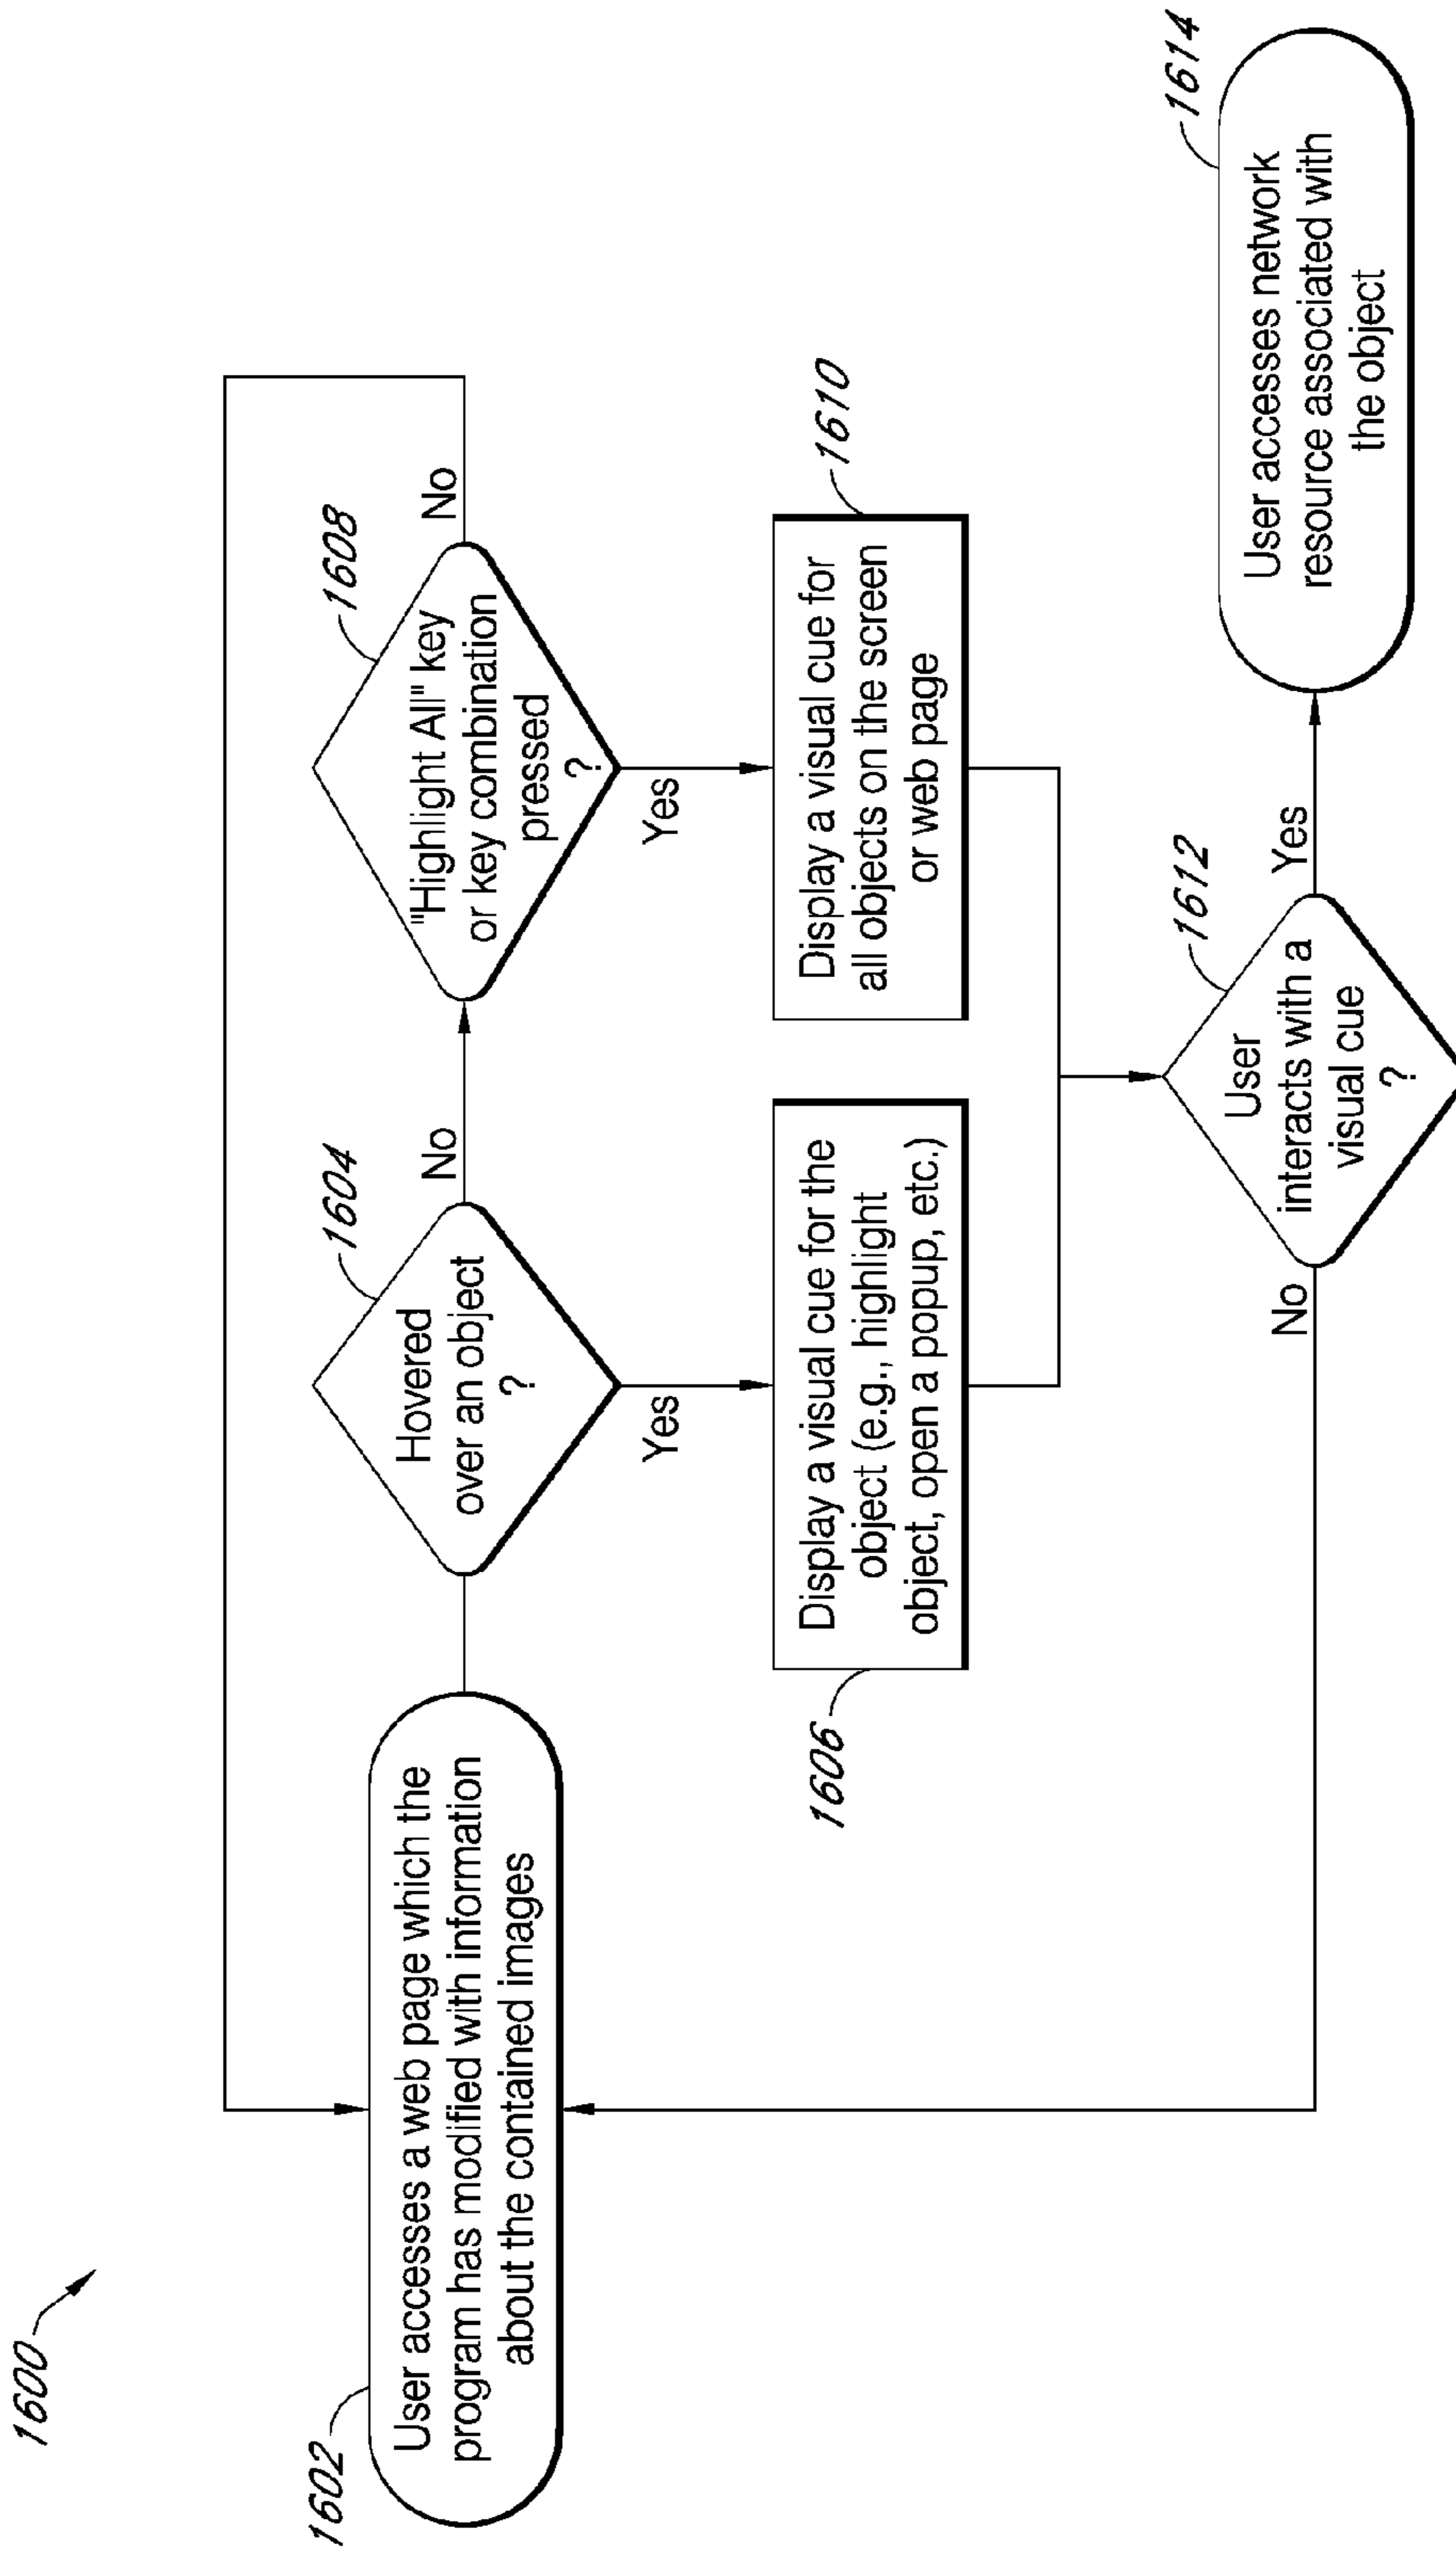 1600
1602
User accesses a web page which the
program has modified with information
about the contained images
1604
Hovered
over an object
?
No
Yes
1608
"Highlight All" key
or key combination
pressed
?
No
Yes
1606
Display a visual cue for the
object (e.g., highlight
object, open a popup, etc.)
1610
Display a visual cue for
all objects on the screen
or web page
1612
User
interacts with a
visual cue
?
No
Yes
1614
User accesses network
resource associated with
the object